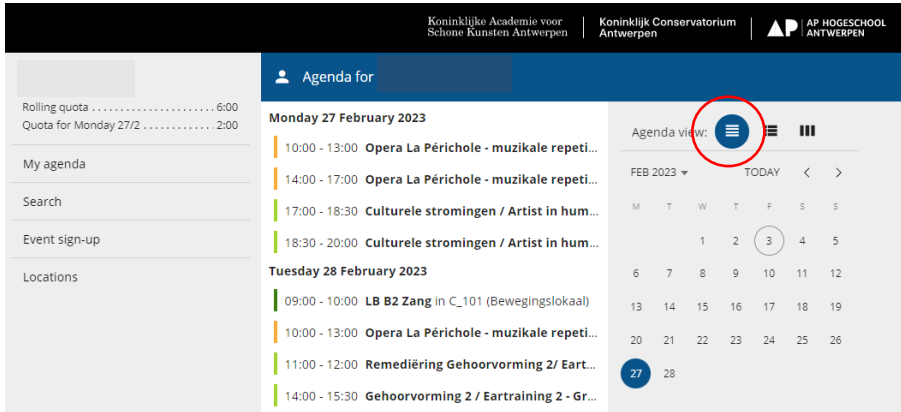 Koninklijke Academie voor
Schone Kunsten Antwerpen
Koninklijk Conservatorium
Antwerpen
AP HOGESCHOOL
ANTWERPEN
Rolling quota ...................... 6:00
Quota for Monday 27/2 ............. 2:00
My agenda
Search
Event sign-up
Locations
Agenda for
Monday 27 February 2023
10:00 - 13:00 Opera La Périchole - muzikale repeti...
14:00 - 17:00 Opera La Périchole - muzikale repeti...
17:00 - 18:30 Culturele stromingen / Artist in hum...
18:30 - 20:00 Culturele stromingen / Artist in hum...
Tuesday 28 February 2023
09:00 - 10:00 LB B2 Zang in C_101 (Bewegingslokaal)
10:00 - 13:00 Opera La Périchole - muzikale repeti...
11:00 - 12:00 Remediëring Gehoorvorming 2/ Eart...
14:00 - 15:30 Gehoorvorming 2 / Eartraining 2 - Gr...
Agenda view:
FEB 2023 TODAY < >
M T W T F S S
1 2 3 4 5
6 7 8 9 10 11 12
13 14 15 16 17 18 19
20 21 22 23 24 25 26
27 28